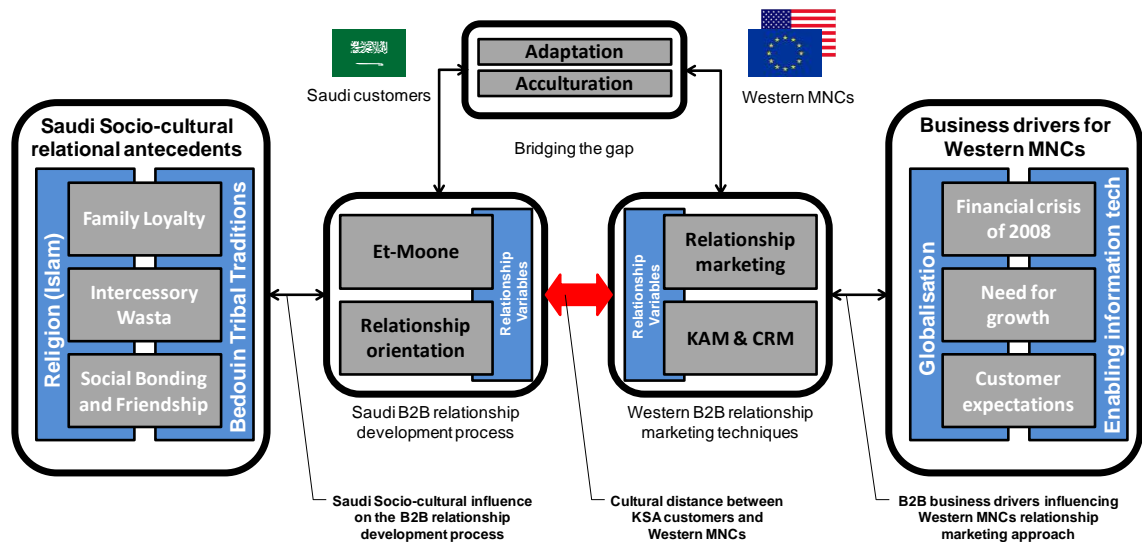 Saudi customers
Adaptation
Acculturation
Western MNCs
Bridging the gap
Saudi Socio-cultural
relational antecedents
Religion (Islam)
Bedouin Tribal Traditions
Family Loyalty
Intercessory
Wasta
Social Bonding
and Friendship
Et-Moone
Relationship
orientation
Relationship
Variables
Saudi B2B relationship
development process
Relationship
Variables
Relationship
marketing
KAM & CRM
Western B2B relationship
marketing techniques
Business drivers for
Western MNCs
Globalisation
Enabling information tech
Financial crisis
of 2008
Need for
growth
Customer
expectations
Saudi Socio-cultural influence
on the B2B relationship
development process
Cultural distance between
KSA customers and
Western MNCs
B2B business drivers influencing
Western MNCs relationship
marketing approach